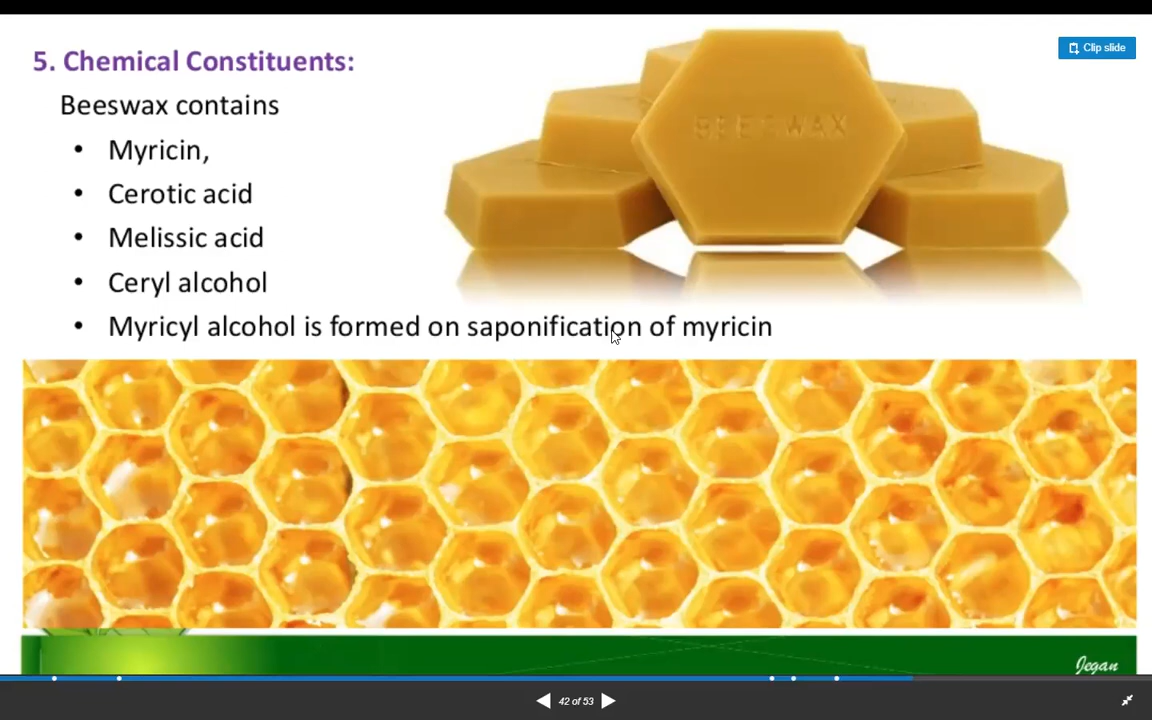 5. Chemical Constituents:
Clip slide
Beeswax contains
BEESWAX
• Myricin,
• Cerotic acid
• Melissic acid
• Ceryl alcohol
• Myricyl alcohol is formed on saponification of myricin
Jegan
42 of 53